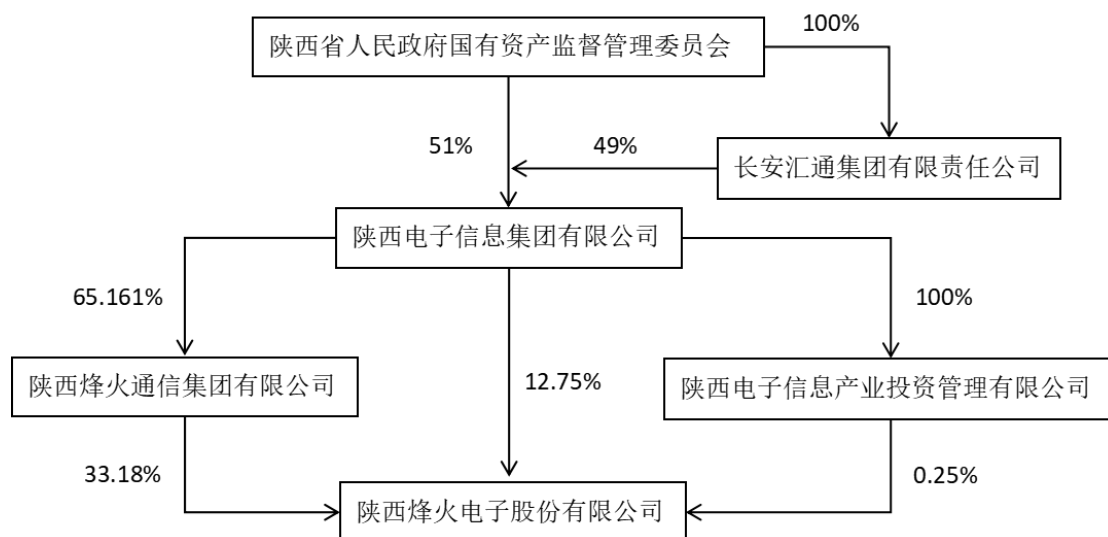 陕西省人民政府国有资产监督管理委员会
100%
51%
49%
长安汇通集团有限责任公司
陕西电子信息集团有限公司
65.161%
100%
陕西烽火通信集团有限公司
12.75%
陕西电子信息产业投资管理有限公司
33.18%
0.25%
陕西烽火电子股份有限公司